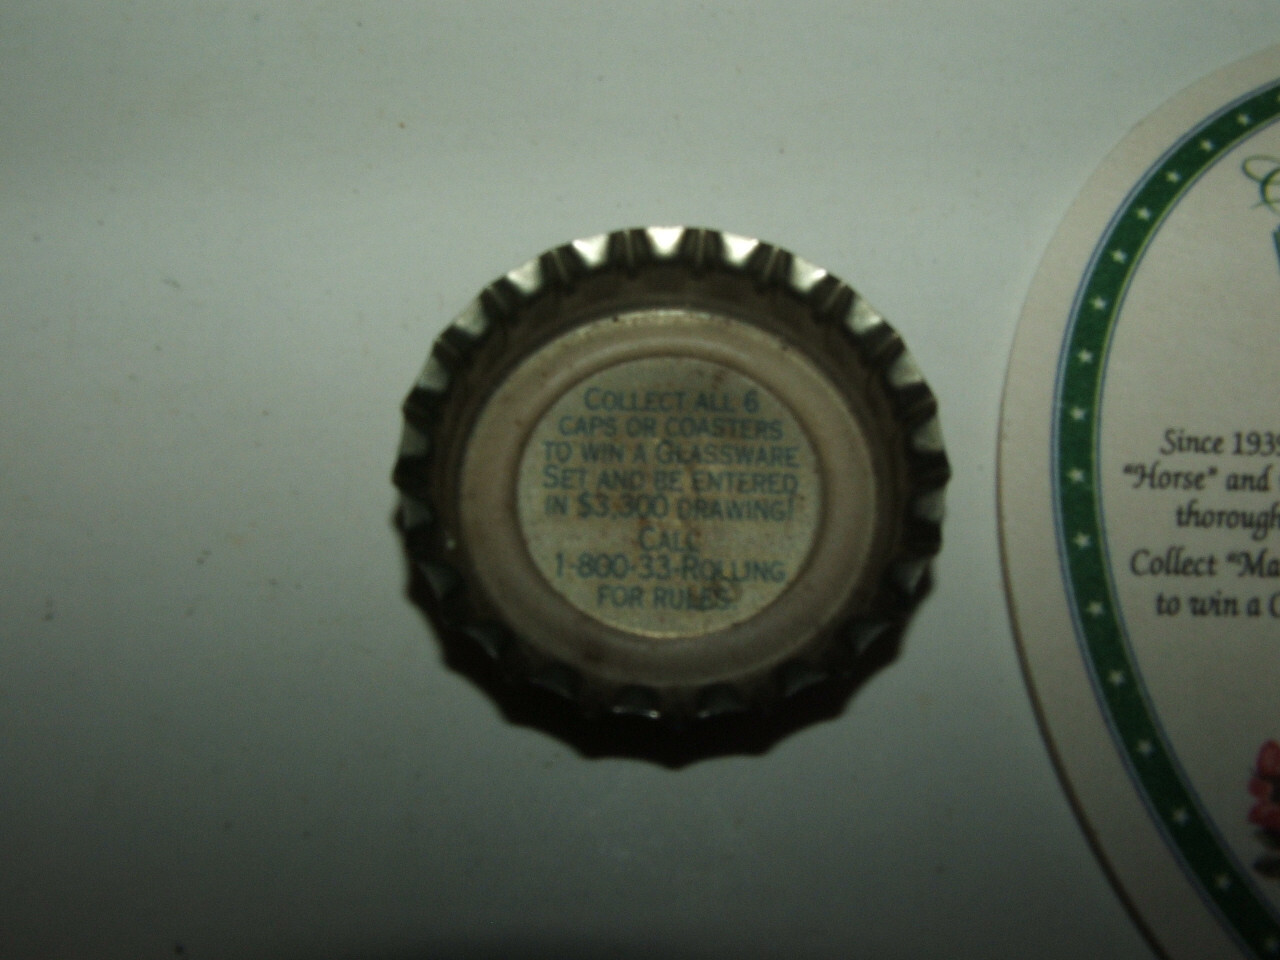 COLLECT ALL 6
CAPS OR COASTERS
TO WIN A GLASSWARE
SET AND BE ENTERED
IN $3,300 DRAWING!
CALL
1-800-33-ROLLING
FOR RULES.
Since 1939
"Horse" and
thorough
Collect "Ma
to win a